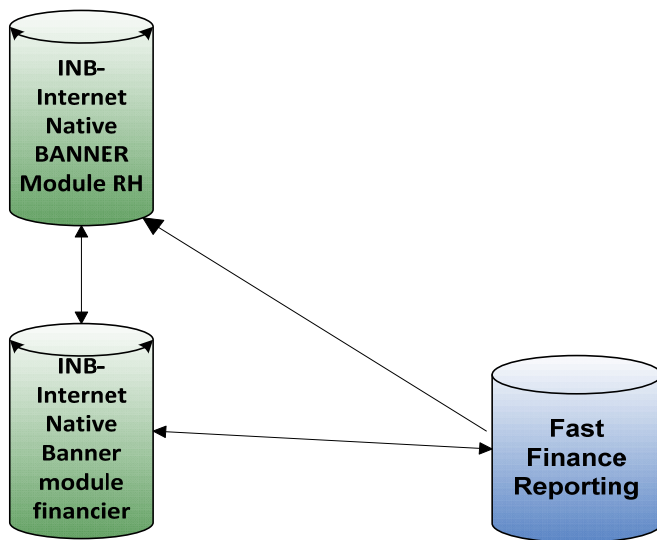 INB-
Internet
Native
BANNER
Module RH
INB-
Internet
Native
Banner
module
financier
Fast
Finance
Reporting